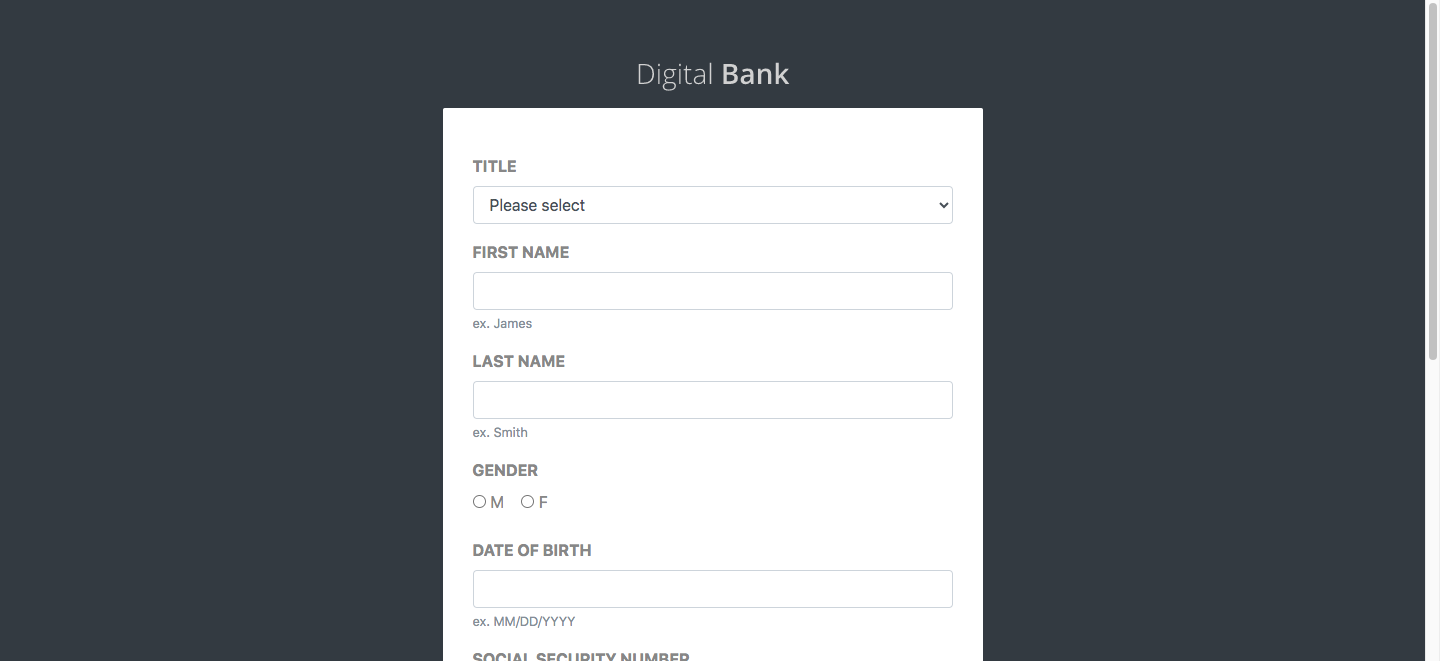 Digital Bank
TITLE
Please select
FIRST NAME
ex. James
LAST NAME
ex. Smith
GENDER
M F
DATE OF BIRTH
ex. MM/DD/YYYY
SOCIAL SECURITY NUMBER